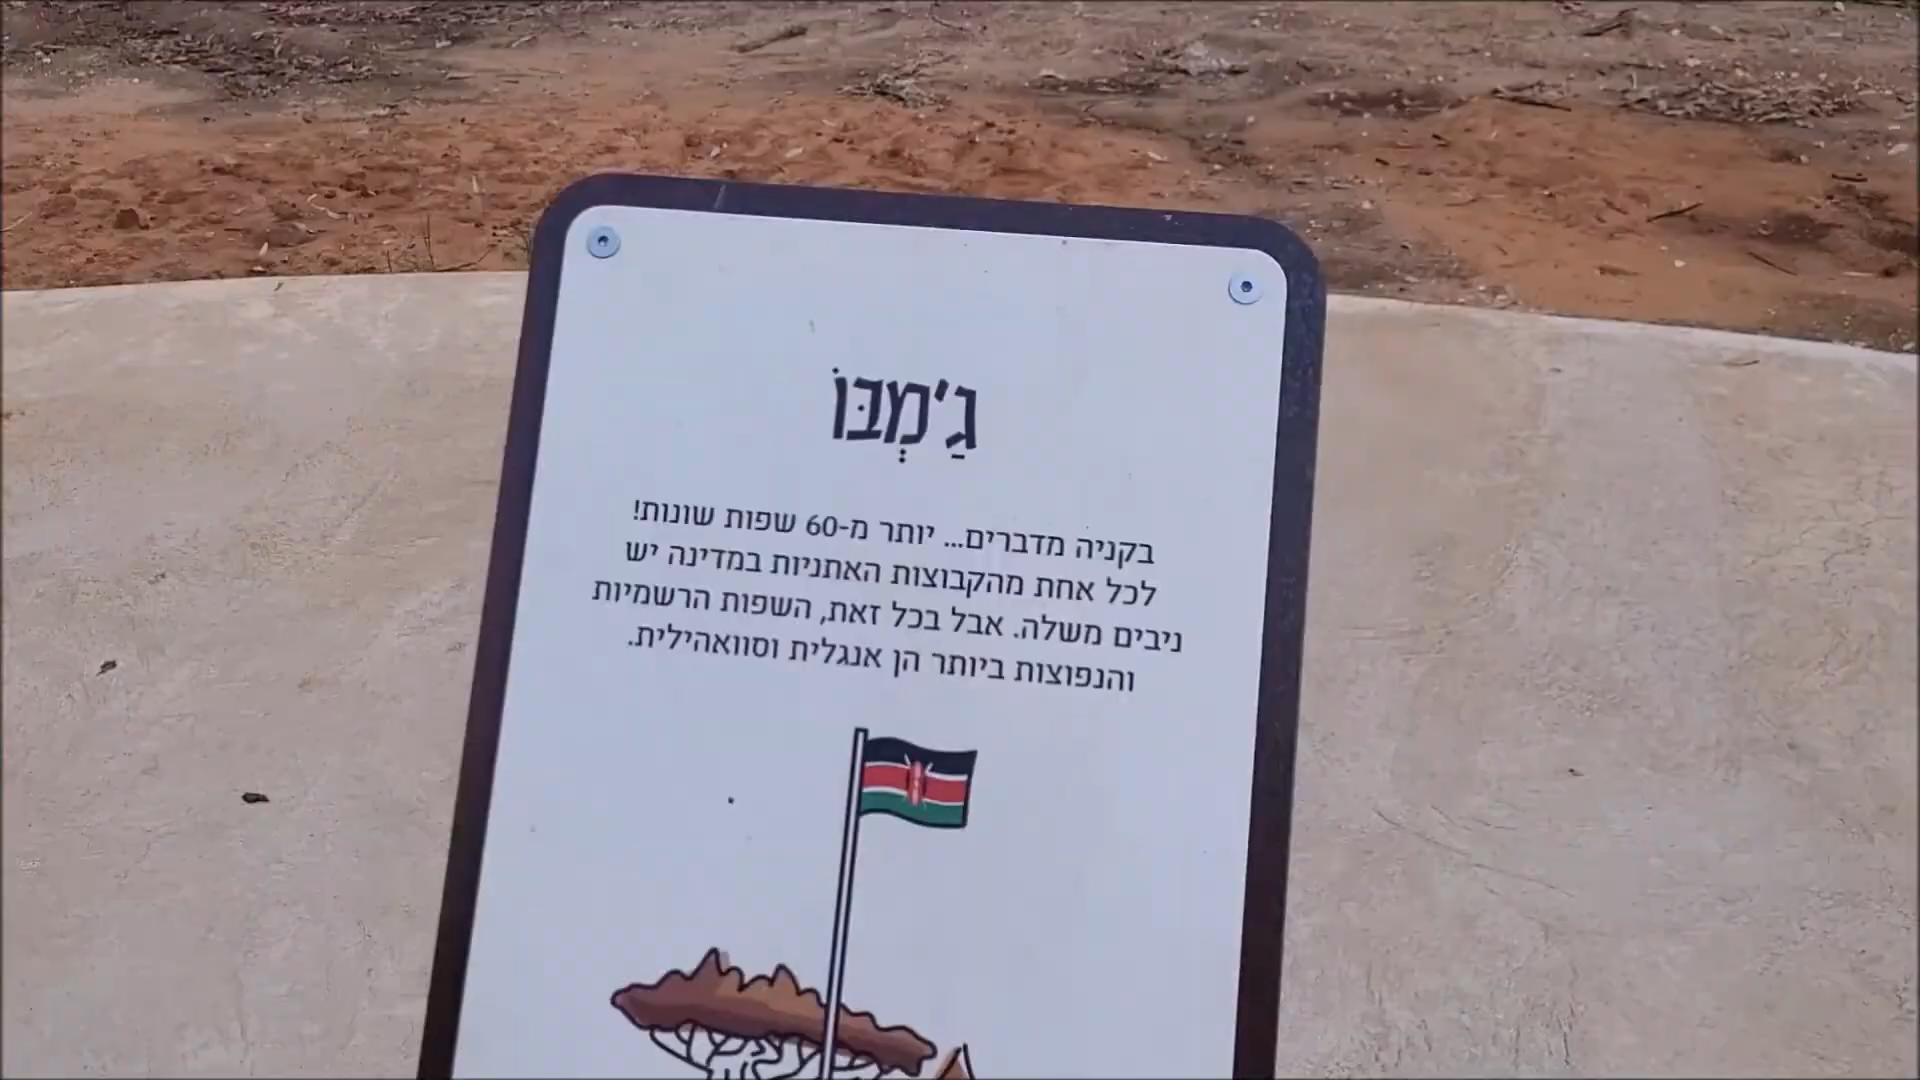 גַ'מְבּוֹ
בקניה מדברים... יותר מ-60 שפות שונות!
לכל אחת מהקבוצות האתניות במדינה יש
ניבים משלה. אבל בכל זאת, השפות הרשמיות
והנפוצות ביותר הן אנגלית וסוואהילית.